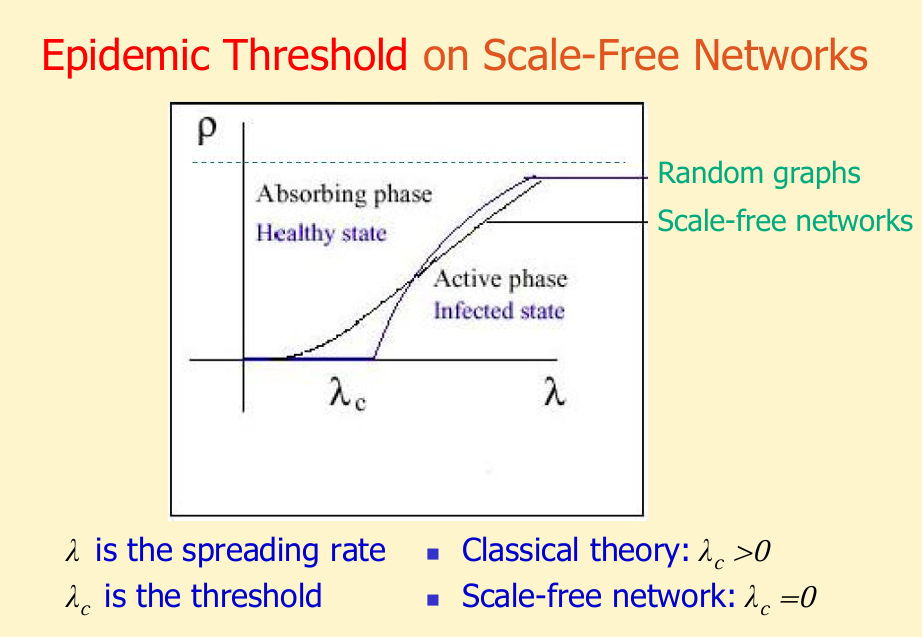 Epidemic Threshold on Scale-Free Networks
ρ
Random graphs
Absorbing phase
Scale-free networks
Healthy state
Active phase
Infected state
λc
λ
λ is the spreading rate
λc is the threshold
▪ Classical theory: λc >0
▪ Scale-free network: λc =0